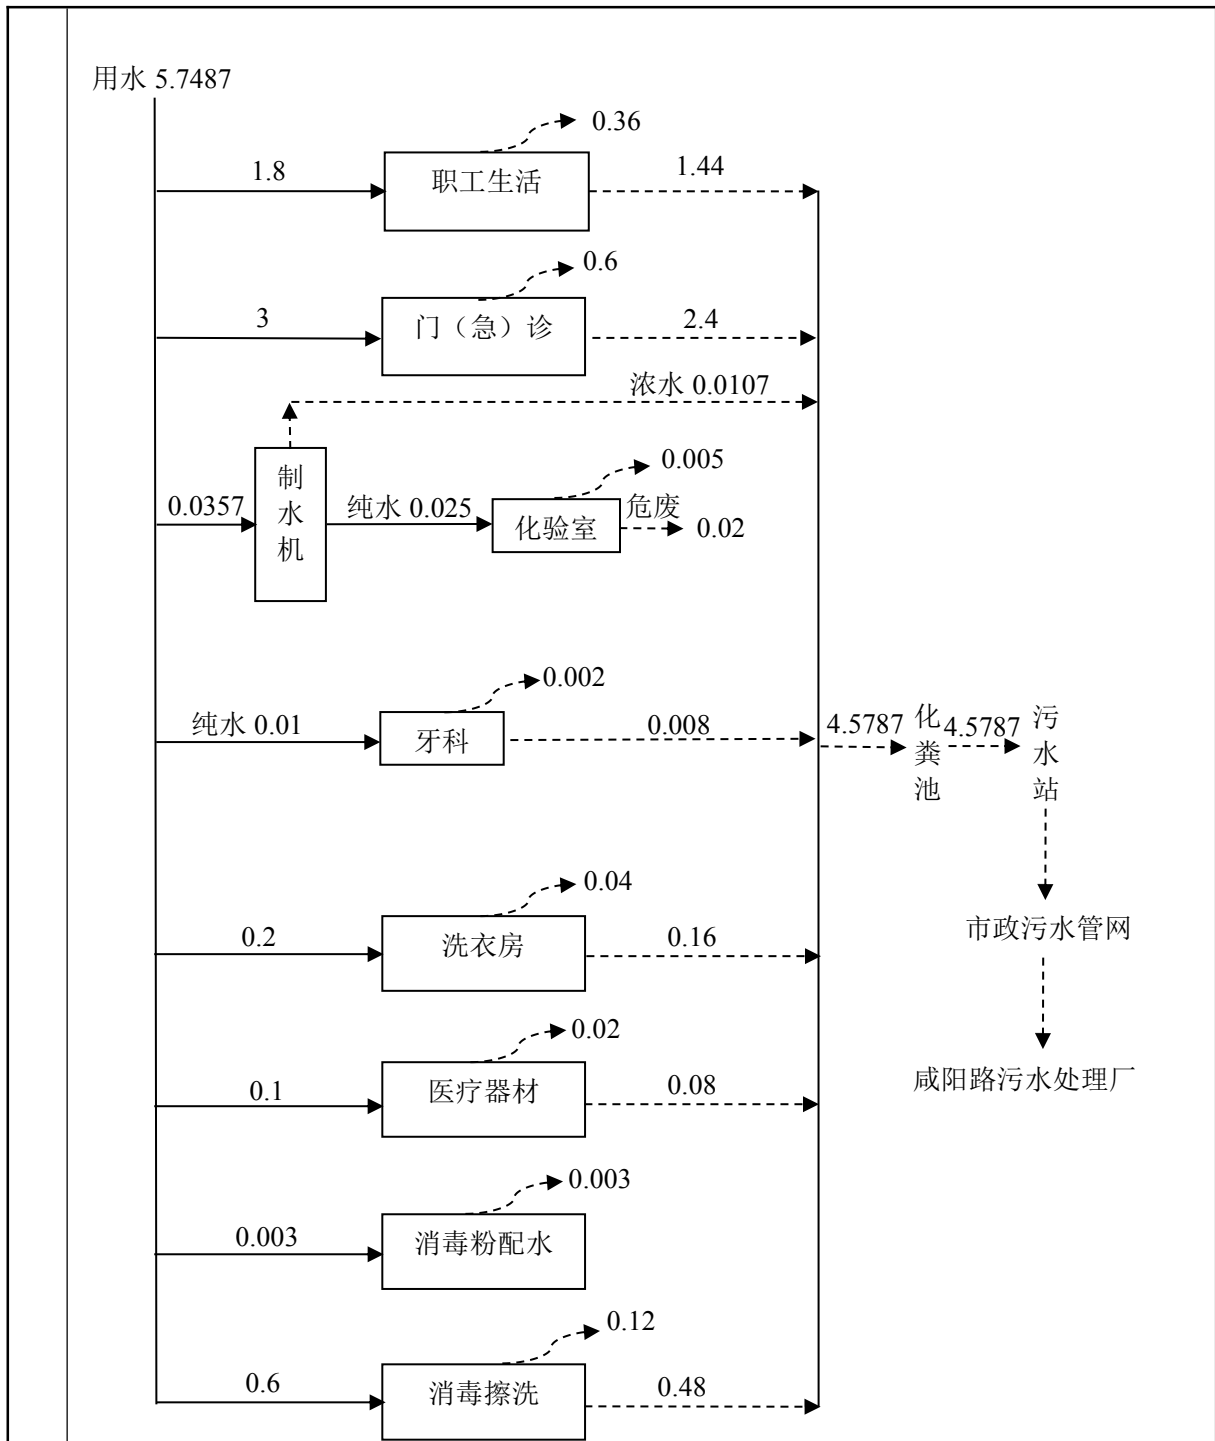 用水 5.7487
0.36
1.8
职工生活
1.44
0.6
3
门（急）诊
2.4
浓水 0.0107
制水机
0.0357
纯水 0.025
化验室
0.005
危废
0.02
0.002
纯水 0.01
牙科
0.008
4.5787
化粪池
4.5787
污水站
0.04
0.2
洗衣房
0.16
市政污水管网
0.02
0.1
医疗器材
0.08
咸阳路污水处理厂
0.003
0.003
消毒粉配水
0.12
0.6
消毒擦洗
0.48